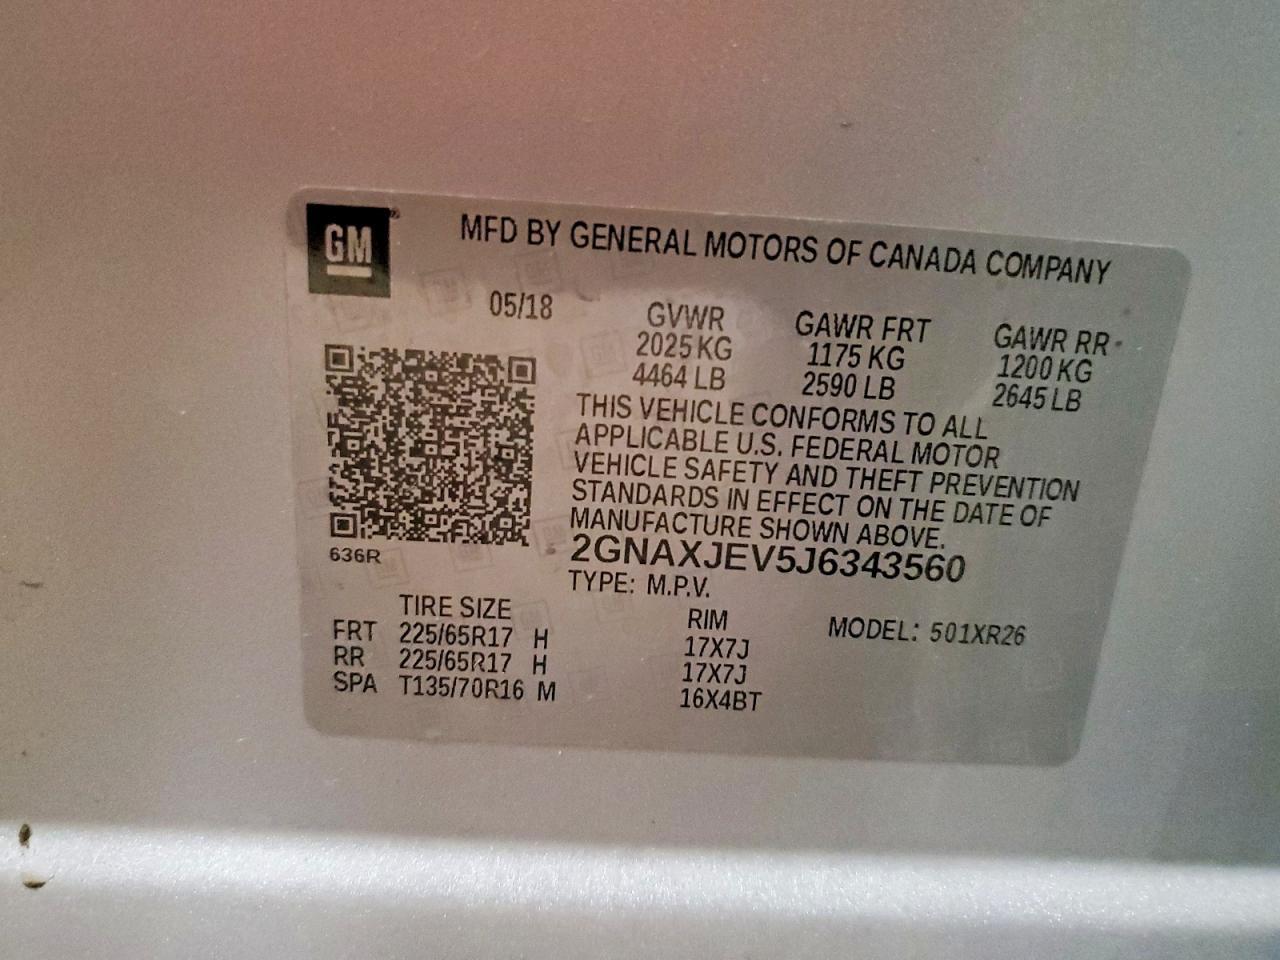 GM
MFD BY GENERAL MOTORS OF CANADA COMPANY
05/18
GVWR GAWR FRT GAWR RR
2025 KG 1175 KG 1200 KG
4464 LB 2590 LB 2645 LB
THIS VEHICLE CONFORMS TO ALL
APPLICABLE U.S. FEDERAL MOTOR
VEHICLE SAFETY AND THEFT PREVENTION
STANDARDS IN EFFECT ON THE DATE OF
MANUFACTURE SHOWN ABOVE.
2GNAXJEV5J6343560
636R
TYPE: M.P.V.
TIRE SIZE RIM MODEL: 501XR26
FRT 225/65R17 H 17X7J
RR 225/65R17 H 17X7J
SPA T135/70R16 M 16X4BT